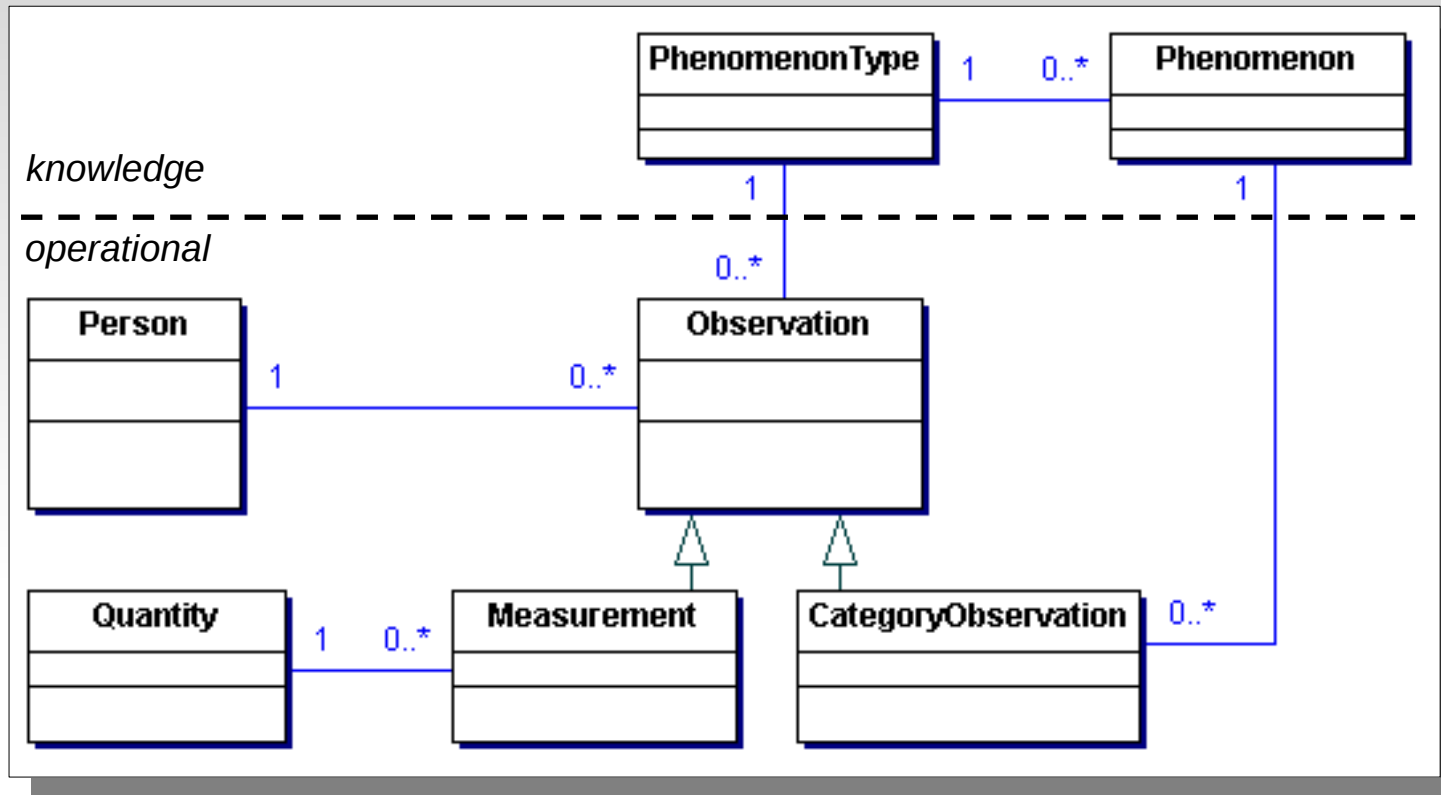 PhenomenonType
1
0..*
Phenomenon
knowledge
1
1
operational
0..*
Person
Observation
1
0..*
Quantity
1
0..*
Measurement
CategoryObservation
0..*